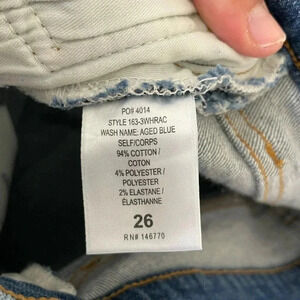 PO# 4014
STYLE 163-3WHRAC
WASH NAME: AGED BLUE
SELF/CORPS
94% COTTON /
COTON
4% POLYESTER /
POLYESTER
2% ELASTANE /
ÉLASTHANNE
26
RN# 146770